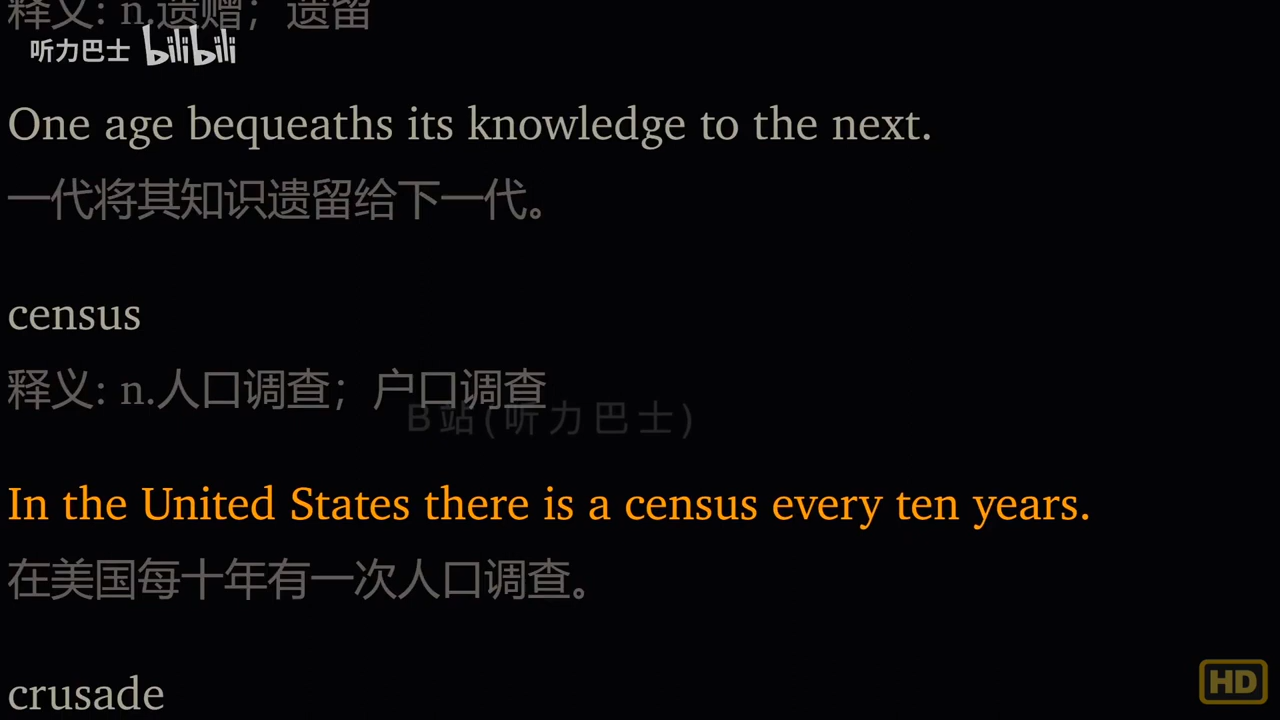 释义: n.遗赠；遗留
听力巴士 bilibili
One age bequeaths its knowledge to the next.
一代将其知识遗留给下一代。
census
释义: n.人口调查；户口调查
B站(听力巴士)
In the United States there is a census every ten years.
在美国每十年有一次人口调查。
crusade
HD